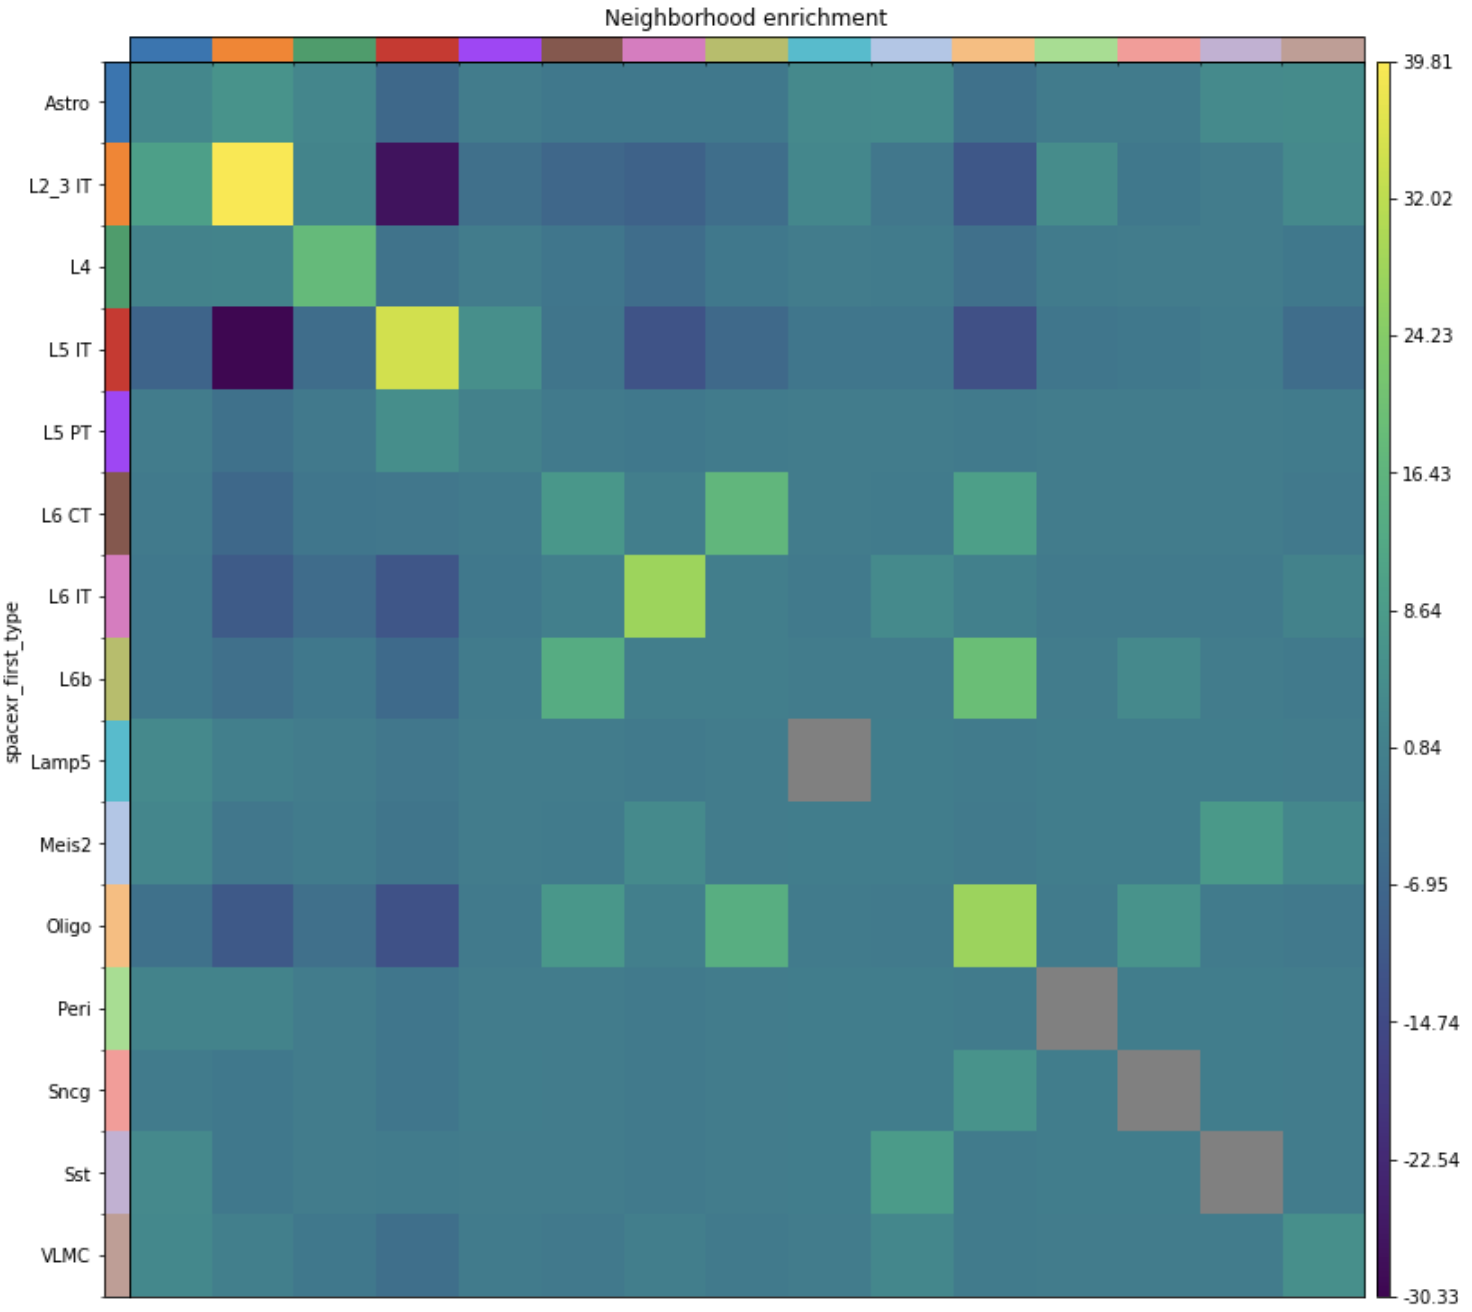 Neighborhood enrichment
Astro
L2_3 IT
L4
L5 IT
L5 PT
L6 CT
L6 IT
L6b
Lamp5
Meis2
Oligo
Peri
Sncg
Sst
VLMC
spacexr_first_type
39.81
32.02
24.23
16.43
8.64
0.84
-6.95
-14.74
-22.54
-30.33